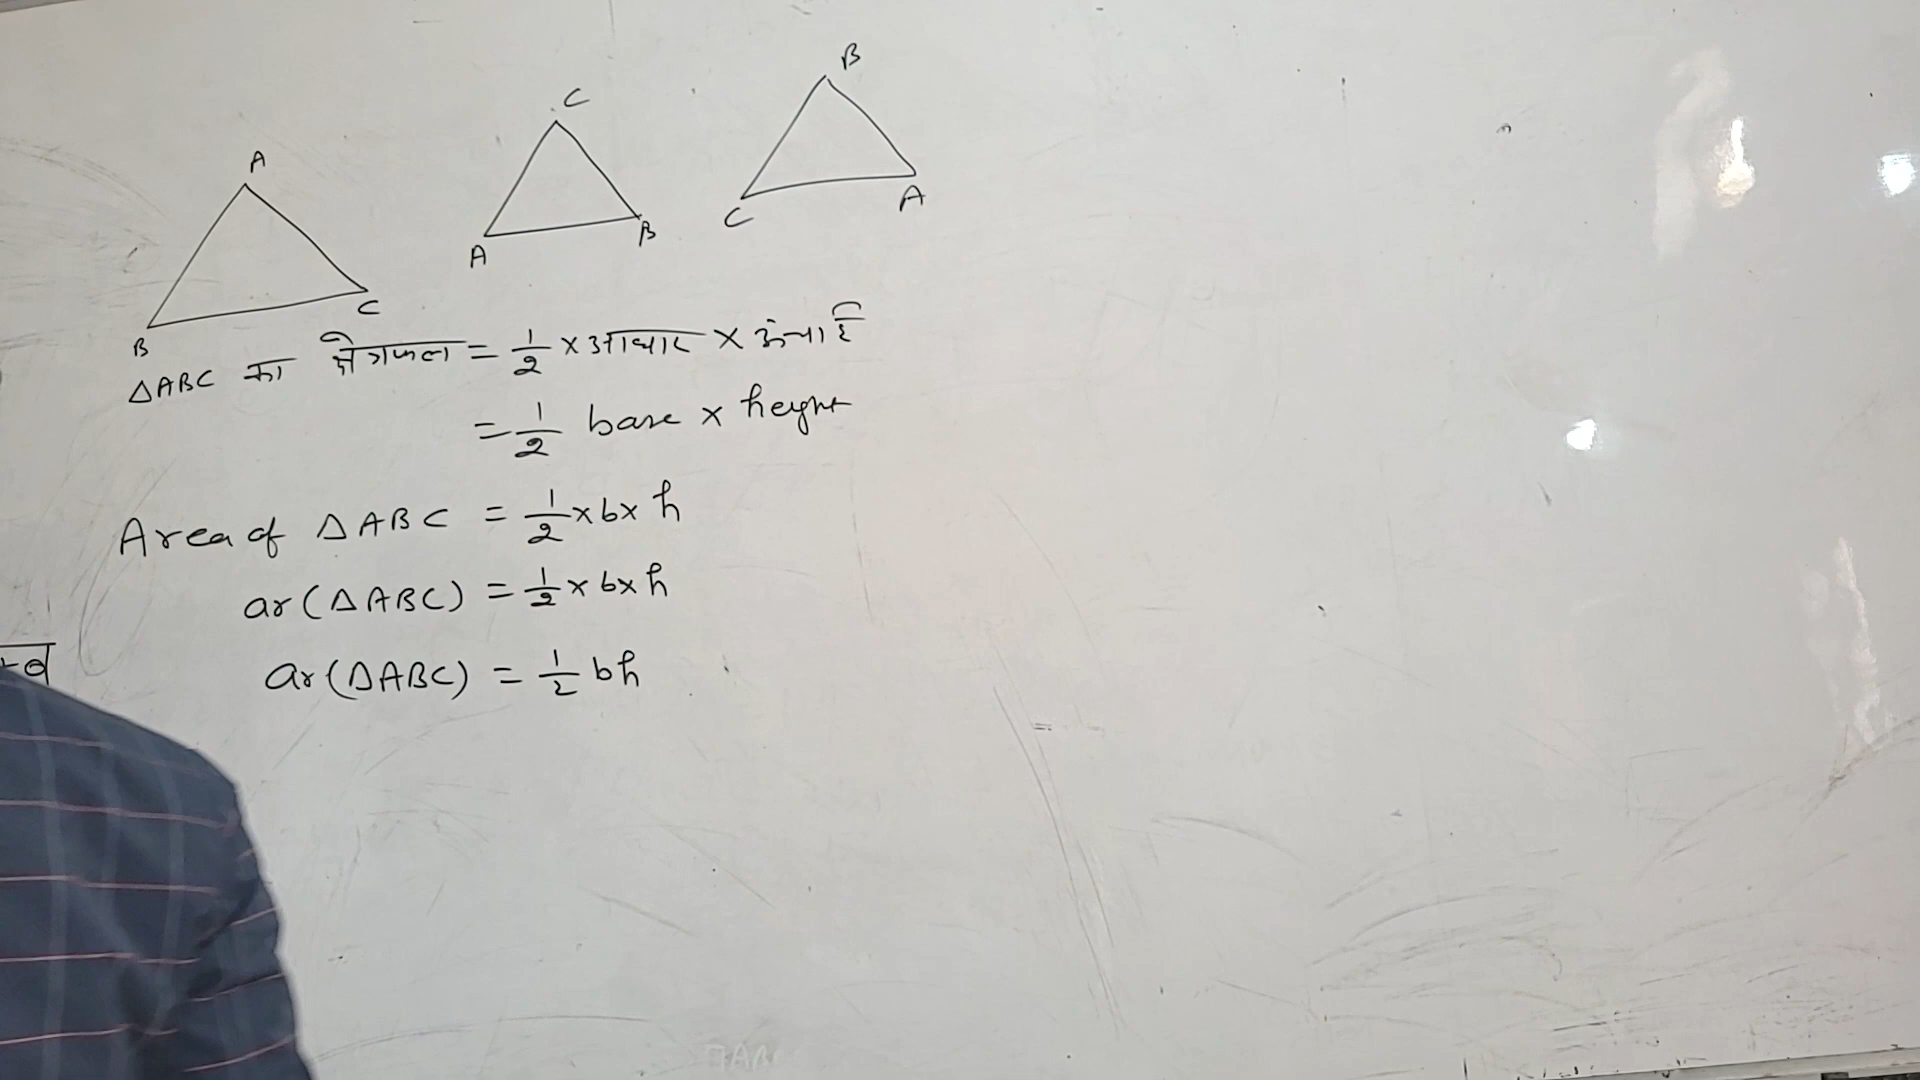 A
B
C
C
A
B
B
C
A
ΔABC का क्षेत्रफल = 1/2 × आधार × ऊंचाई
= 1/2 base × height
Area of ΔABC = 1/2 × b × h
ar(ΔABC) = 1/2 × b × h
ar(ΔABC) = 1/2 bh